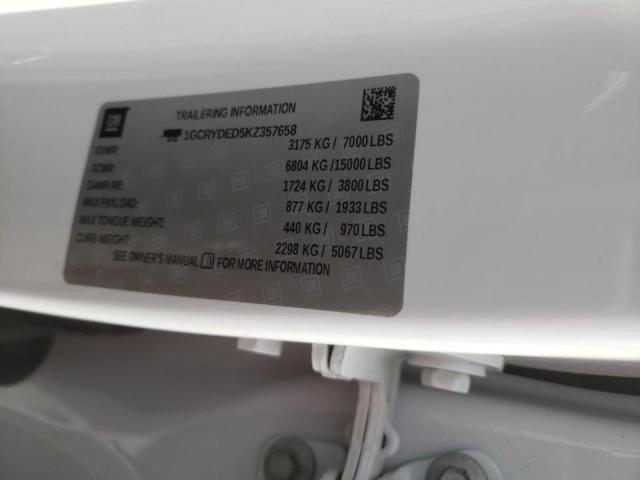 GM
TRAILERING INFORMATION
1GCRYDED5KZ357658
GVWR: 3175 KG / 7000 LBS
GCWR: 6804 KG /15000 LBS
GAWR RR: 1724 KG / 3800 LBS
MAX PAYLOAD: 877 KG / 1933 LBS
MAX TONGUE WEIGHT: 440 KG / 970 LBS
CURB WEIGHT: 2298 KG / 5067 LBS
SEE OWNER'S MANUAL FOR MORE INFORMATION